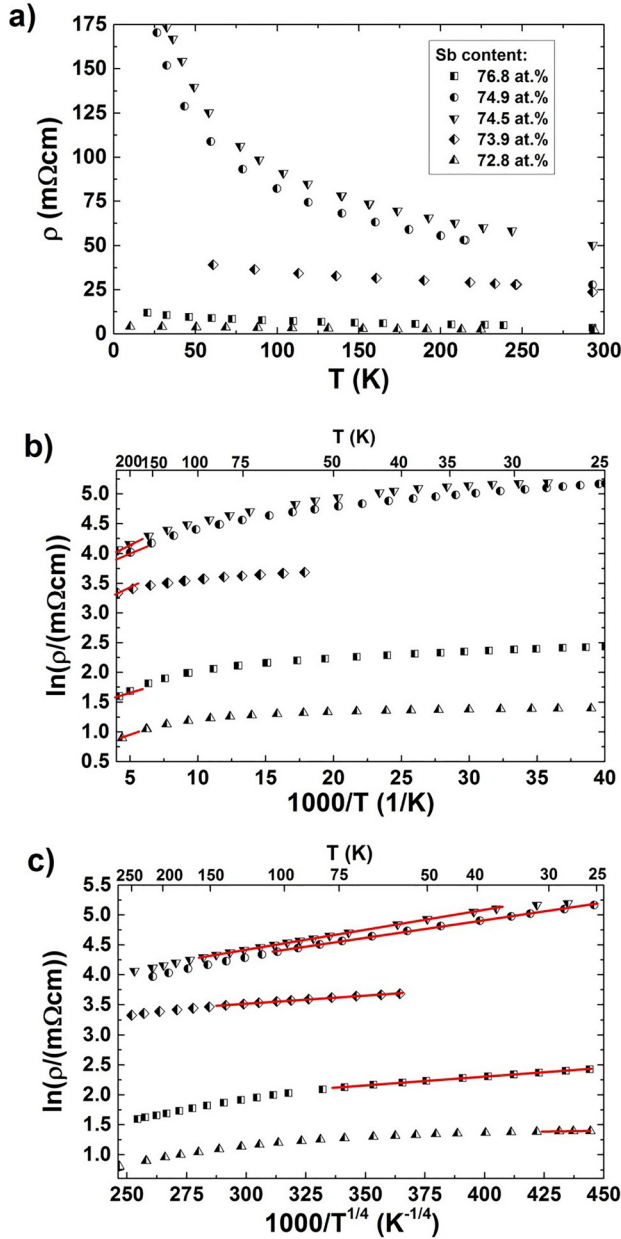 a)
175
150
125
100
75
50
25
0
ρ (mΩcm)
Sb content:
76.8 at.%
74.9 at.%
74.5 at.%
73.9 at.%
72.8 at.%
0 50 100 150 200 250 300
T (K)
b)
T (K)
200 150 100 75 50 40 35 30 25
5.0
4.5
4.0
3.5
3.0
2.5
2.0
1.5
1.0
0.5
ln(ρ/(mΩcm))
5 10 15 20 25 30 35 40
1000/T (1/K)
c)
T (K)
250 200 150 100 75 50 40 30 25
5.5
5.0
4.5
4.0
3.5
3.0
2.5
2.0
1.5
1.0
ln(ρ/(mΩcm))
250 275 300 325 350 375 400 425 450
1000/T^1/4 (K^-1/4)